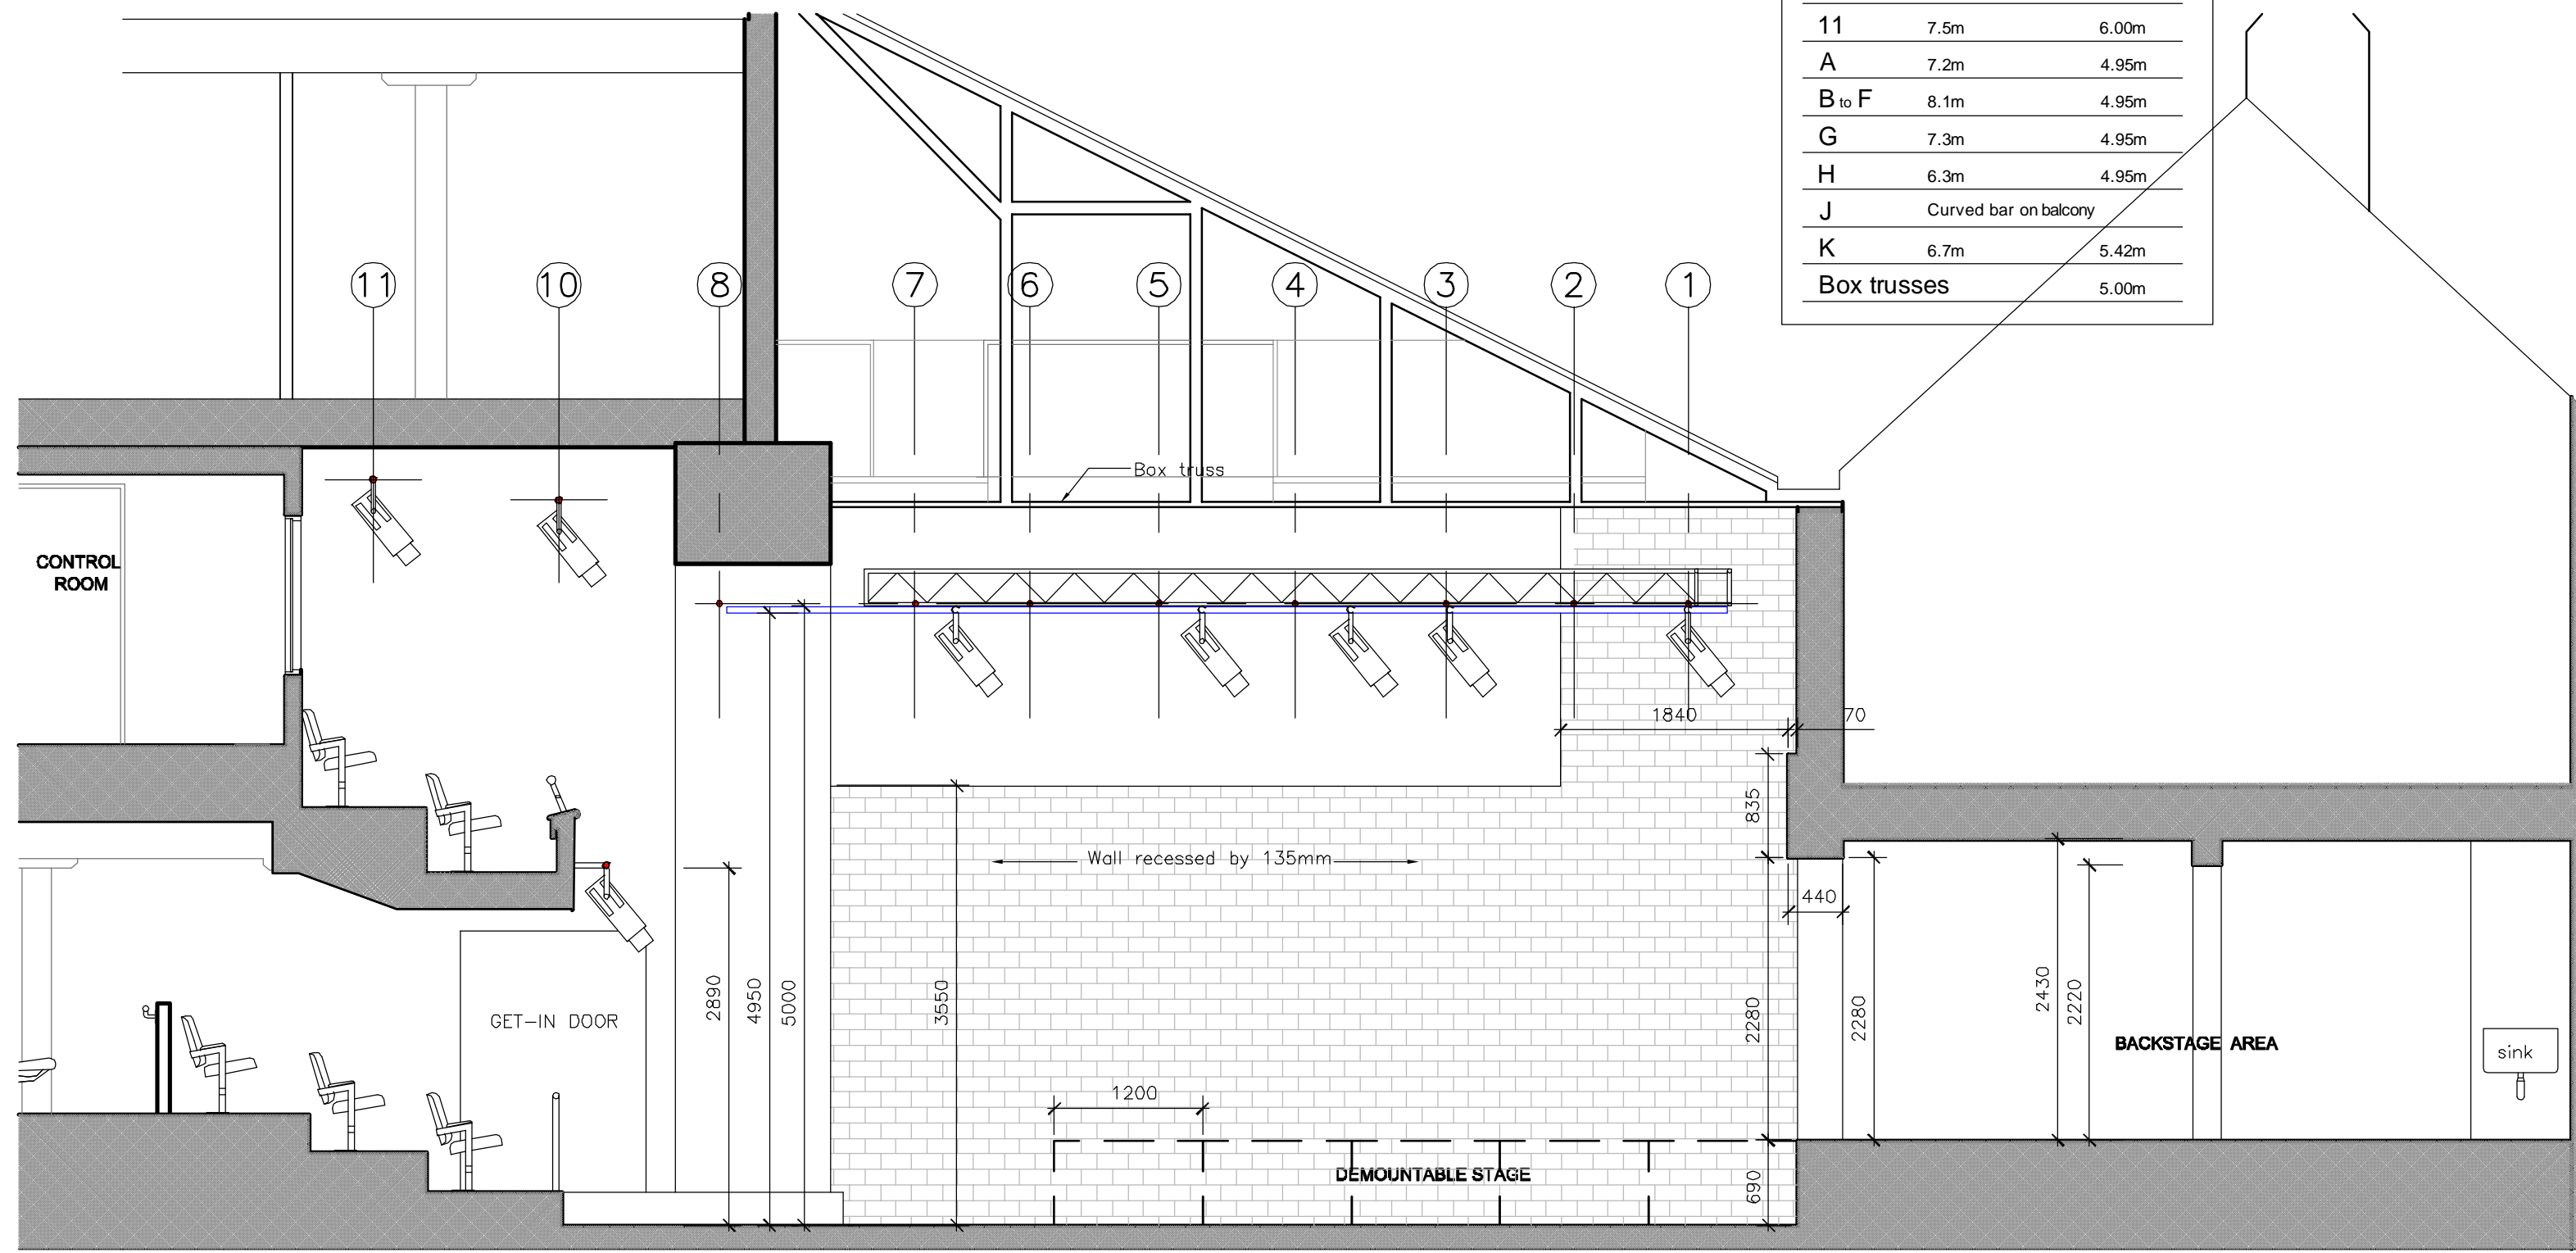 11 7.5m 6.00m
A 7.2m 4.95m
B to F 8.1m 4.95m
G 7.3m 4.95m
H 6.3m 4.95m
J Curved bar on balcony
K 6.7m 5.42m
Box trusses 5.00m
11 10 8 7 6 5 4 3 2 1
Box truss
CONTROL
ROOM
1840 70
835
Wall recessed by 135mm
440
2890
4950
5000
3550
2280
2280
2430
2220
GET-IN DOOR
BACKSTAGE AREA
sink
1200
DEMOUNTABLE STAGE
690